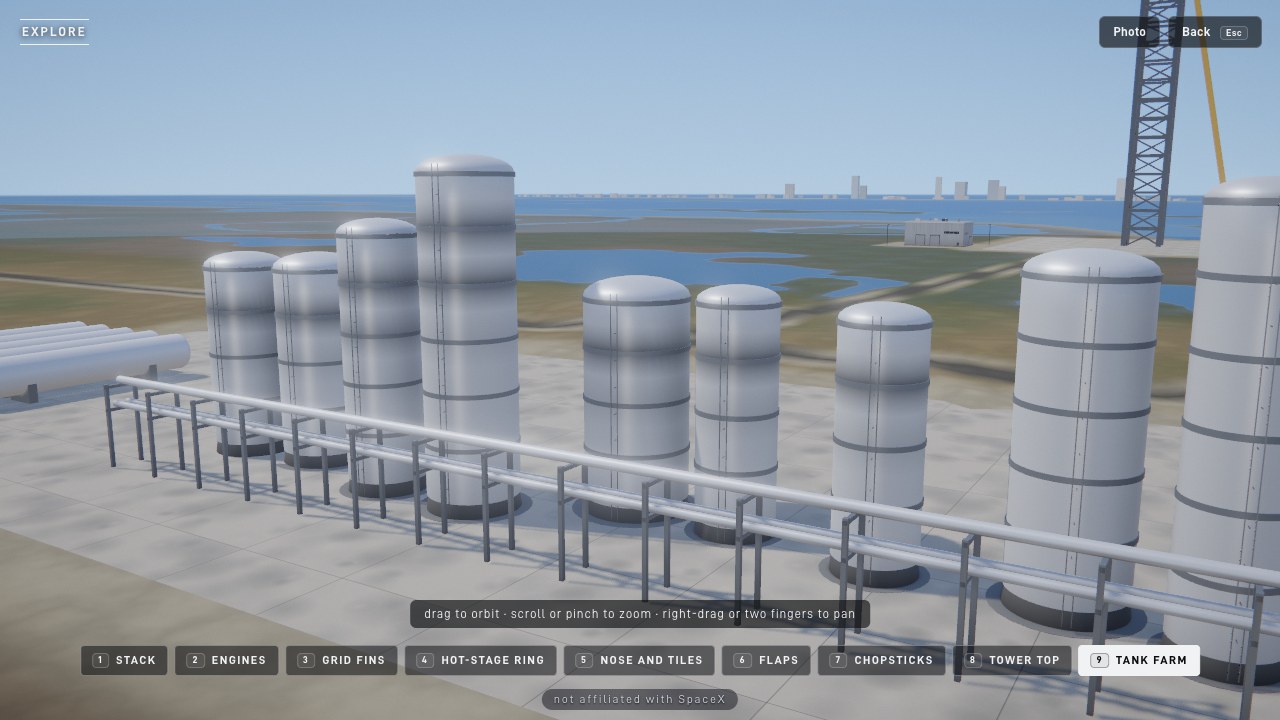 EXPLORE
Photo
Back Esc
drag to orbit · scroll or pinch to zoom · right-drag or two fingers to pan
1 STACK
2 ENGINES
3 GRID FINS
4 HOT-STAGE RING
5 NOSE AND TILES
6 FLAPS
7 CHOPSTICKS
8 TOWER TOP
9 TANK FARM
not affiliated with SpaceX